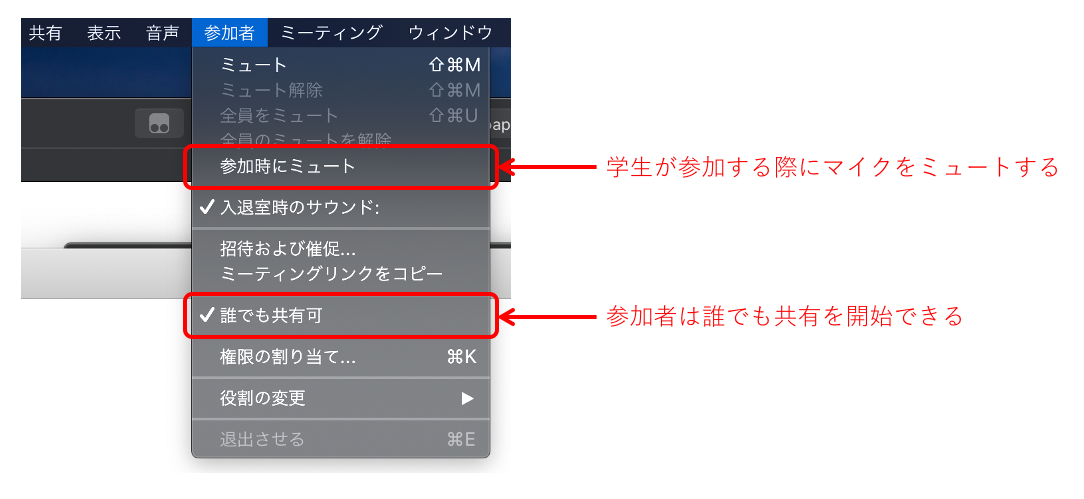 共有 表示 音声 参加者 ミーティング ウィンドウ
ミュート ⇧⌘M
ミュート解除 ⇧⌘M
全員をミュート ⇧⌘U
全員のミュートを解除
参加時にミュート
学生が参加する際にマイクをミュートする
✓ 入退室時のサウンド:
招待および催促...
ミーティングリンクをコピー
✓ 誰でも共有可
参加者は誰でも共有を開始できる
権限の割り当て... ⌘K
役割の変更 ▶
退出させる ⌘E